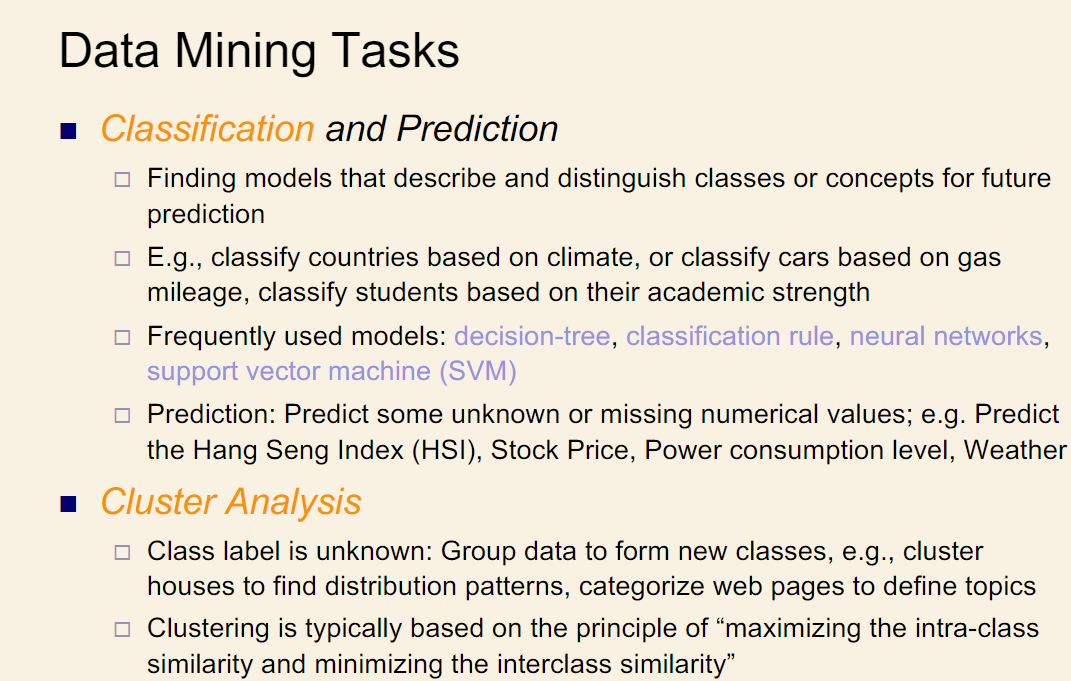 Data Mining Tasks
Classification and Prediction
Finding models that describe and distinguish classes or concepts for future
prediction
E.g., classify countries based on climate, or classify cars based on gas
mileage, classify students based on their academic strength
Frequently used models: decision-tree, classification rule, neural networks,
support vector machine (SVM)
Prediction: Predict some unknown or missing numerical values; e.g. Predict
the Hang Seng Index (HSI), Stock Price, Power consumption level, Weather
Cluster Analysis
Class label is unknown: Group data to form new classes, e.g., cluster
houses to find distribution patterns, categorize web pages to define topics
Clustering is typically based on the principle of “maximizing the intra-class
similarity and minimizing the interclass similarity”